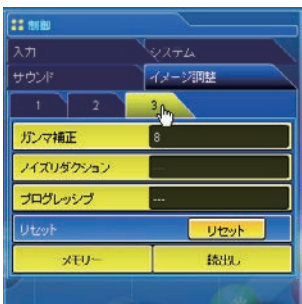 制御
入力 システム
サウンド イメージ調整
1 2 3
ガンマ補正 8
ノイズリダクション ---
プログレッシブ ---
リセット リセット
メモリー 読出し